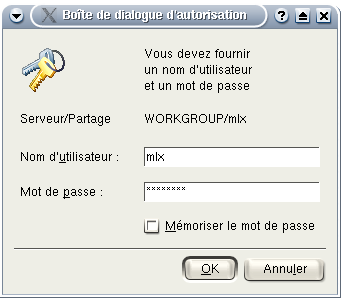 Boîte de dialogue d'autorisation
Vous devez fournir
un nom d'utilisateur
et un mot de passe
Serveur/Partage WORKGROUP/mlx
Nom d'utilisateur : mlx
Mot de passe : ********
Mémoriser le mot de passe
OK Annuler